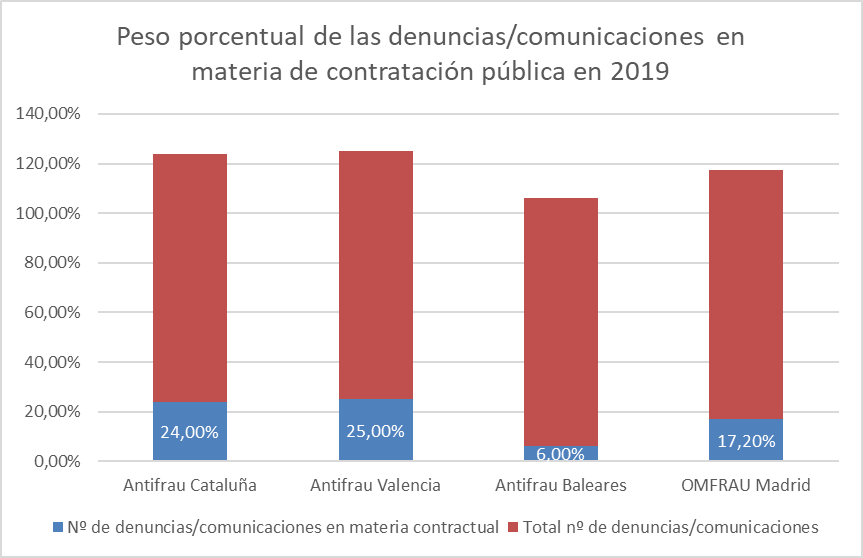 Peso porcentual de las denuncias/comunicaciones en
materia de contratación pública en 2019
140,00%
120,00%
100,00%
80,00%
60,00%
40,00%
20,00%
0,00%
24,00%
25,00%
6,00%
17,20%
Antifrau Cataluña
Antifrau Valencia
Antifrau Baleares
OMFRAU Madrid
Nº de denuncias/comunicaciones en materia contractual
Total nº de denuncias/comunicaciones